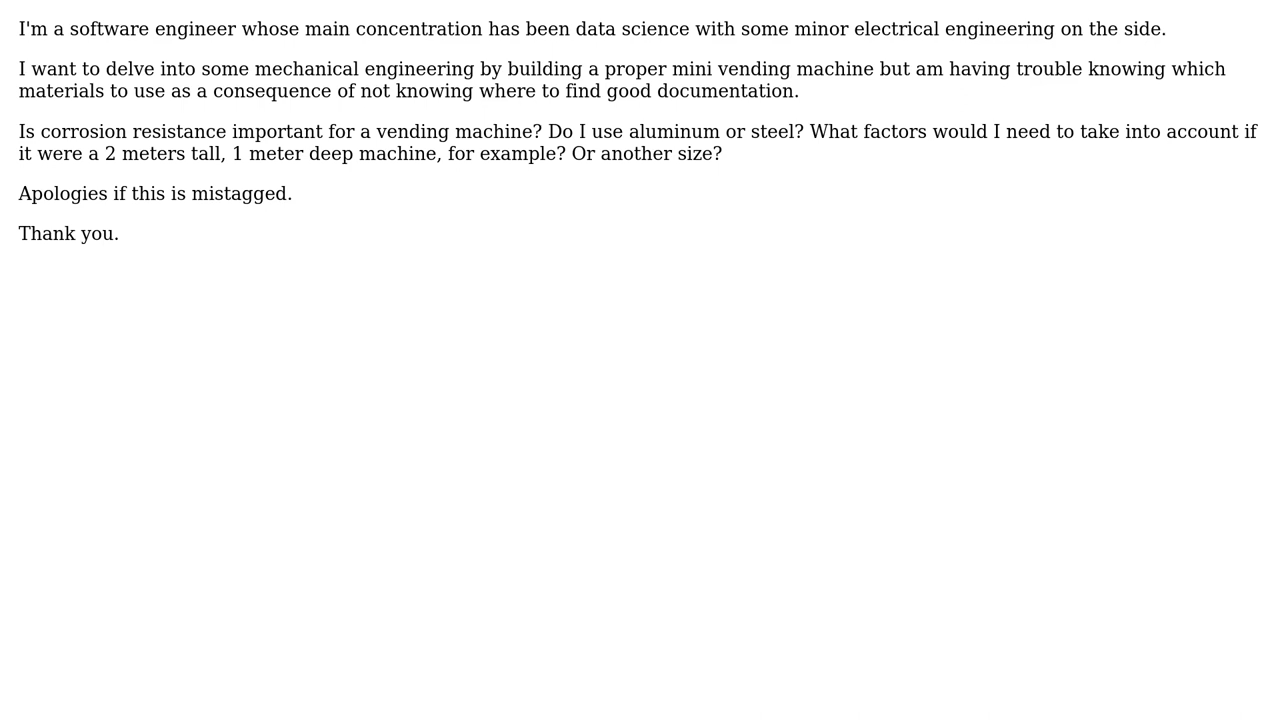 I'm a software engineer whose main concentration has been data science with some minor electrical engineering on the side.
I want to delve into some mechanical engineering by building a proper mini vending machine but am having trouble knowing which
materials to use as a consequence of not knowing where to find good documentation.
Is corrosion resistance important for a vending machine? Do I use aluminum or steel? What factors would I need to take into account if
it were a 2 meters tall, 1 meter deep machine, for example? Or another size?
Apologies if this is mistagged.
Thank you.